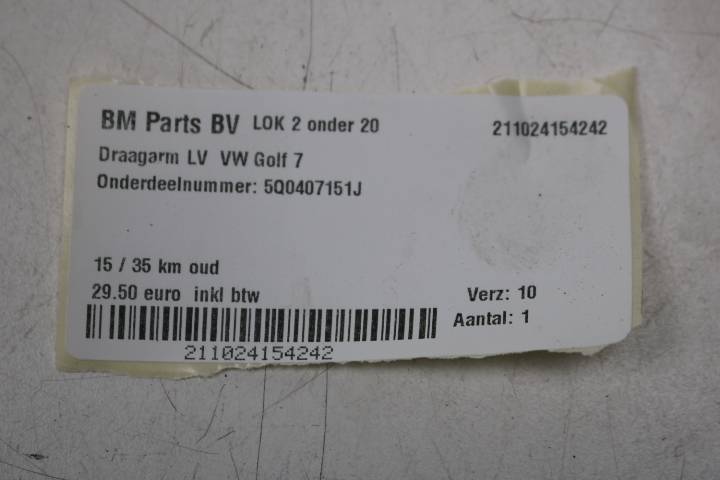 BM Parts BV LOK 2 onder 20 211024154242
Draagarm LV VW Golf 7
Onderdeelnummer: 5Q0407151J
15 / 35 km oud
29.50 euro inkl btw Verz: 10
Aantal: 1
211024154242